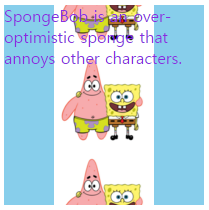 SpongeBob is an over-
optimistic sponge that
annoys other characters.